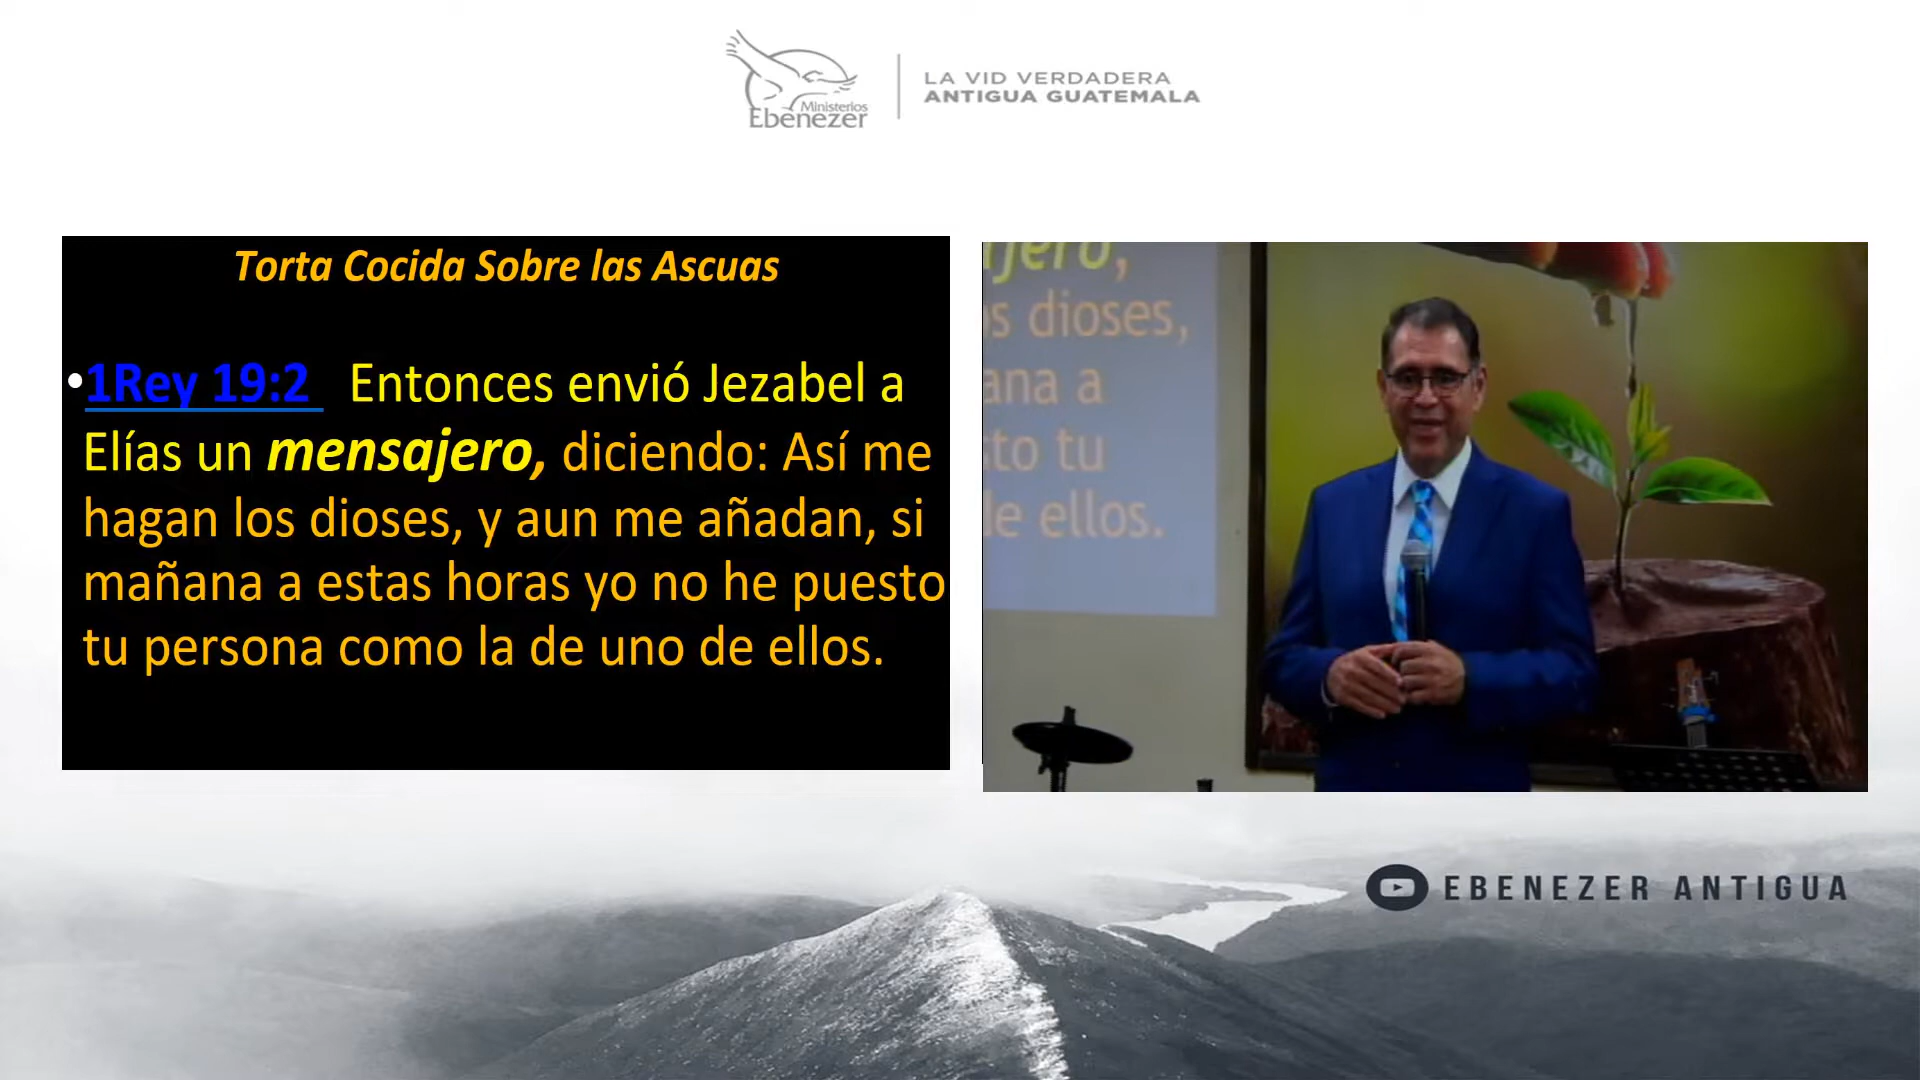 Ministerios
Ebenezer
LA VID VERDADERA
ANTIGUA GUATEMALA
Torta Cocida Sobre las Ascuas
•1Rey 19:2 Entonces envió Jezabel a
Elías un mensajero, diciendo: Así me
hagan los dioses, y aun me añadan, si
mañana a estas horas yo no he puesto
tu persona como la de uno de ellos.
dioses,
ana a
sto tu
de ellos.
EBENEZER ANTIGUA